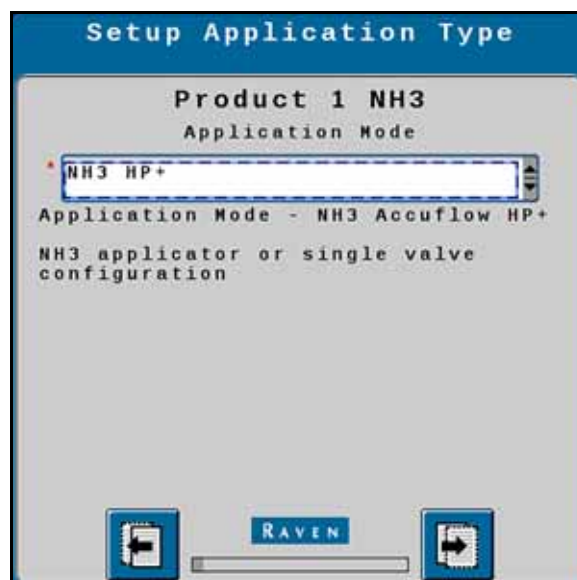 Setup Application Type
Product 1 NH3
Application Mode
* NH3 HP+
Application Mode - NH3 Accuflow HP+
NH3 applicator or single valve
configuration
RAVEN